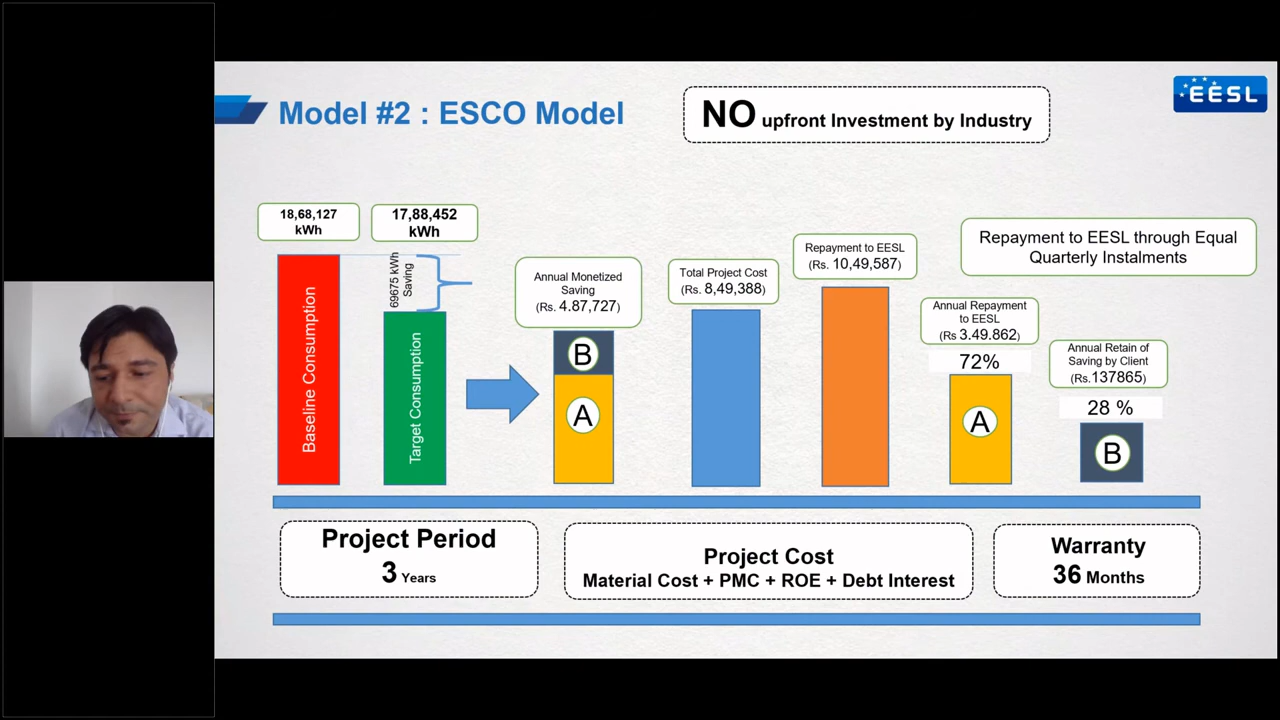 Model #2 : ESCO Model
NO upfront Investment by Industry
EESL
18,68,127
kWh
17,88,452
kWh
69675 kWh
Saving
Baseline Consumption
Target Consumption
Annual Monetized
Saving
(Rs. 4.87,727)
B
A
Total Project Cost
(Rs. 8,49,388)
Repayment to EESL
(Rs. 10,49,587)
Repayment to EESL through Equal
Quarterly Instalments
Annual Repayment
to EESL
(Rs 3.49.862)
72%
A
Annual Retain of
Saving by Client
(Rs.137865)
28 %
B
Project Period
3 Years
Project Cost
Material Cost + PMC + ROE + Debt Interest
Warranty
36 Months